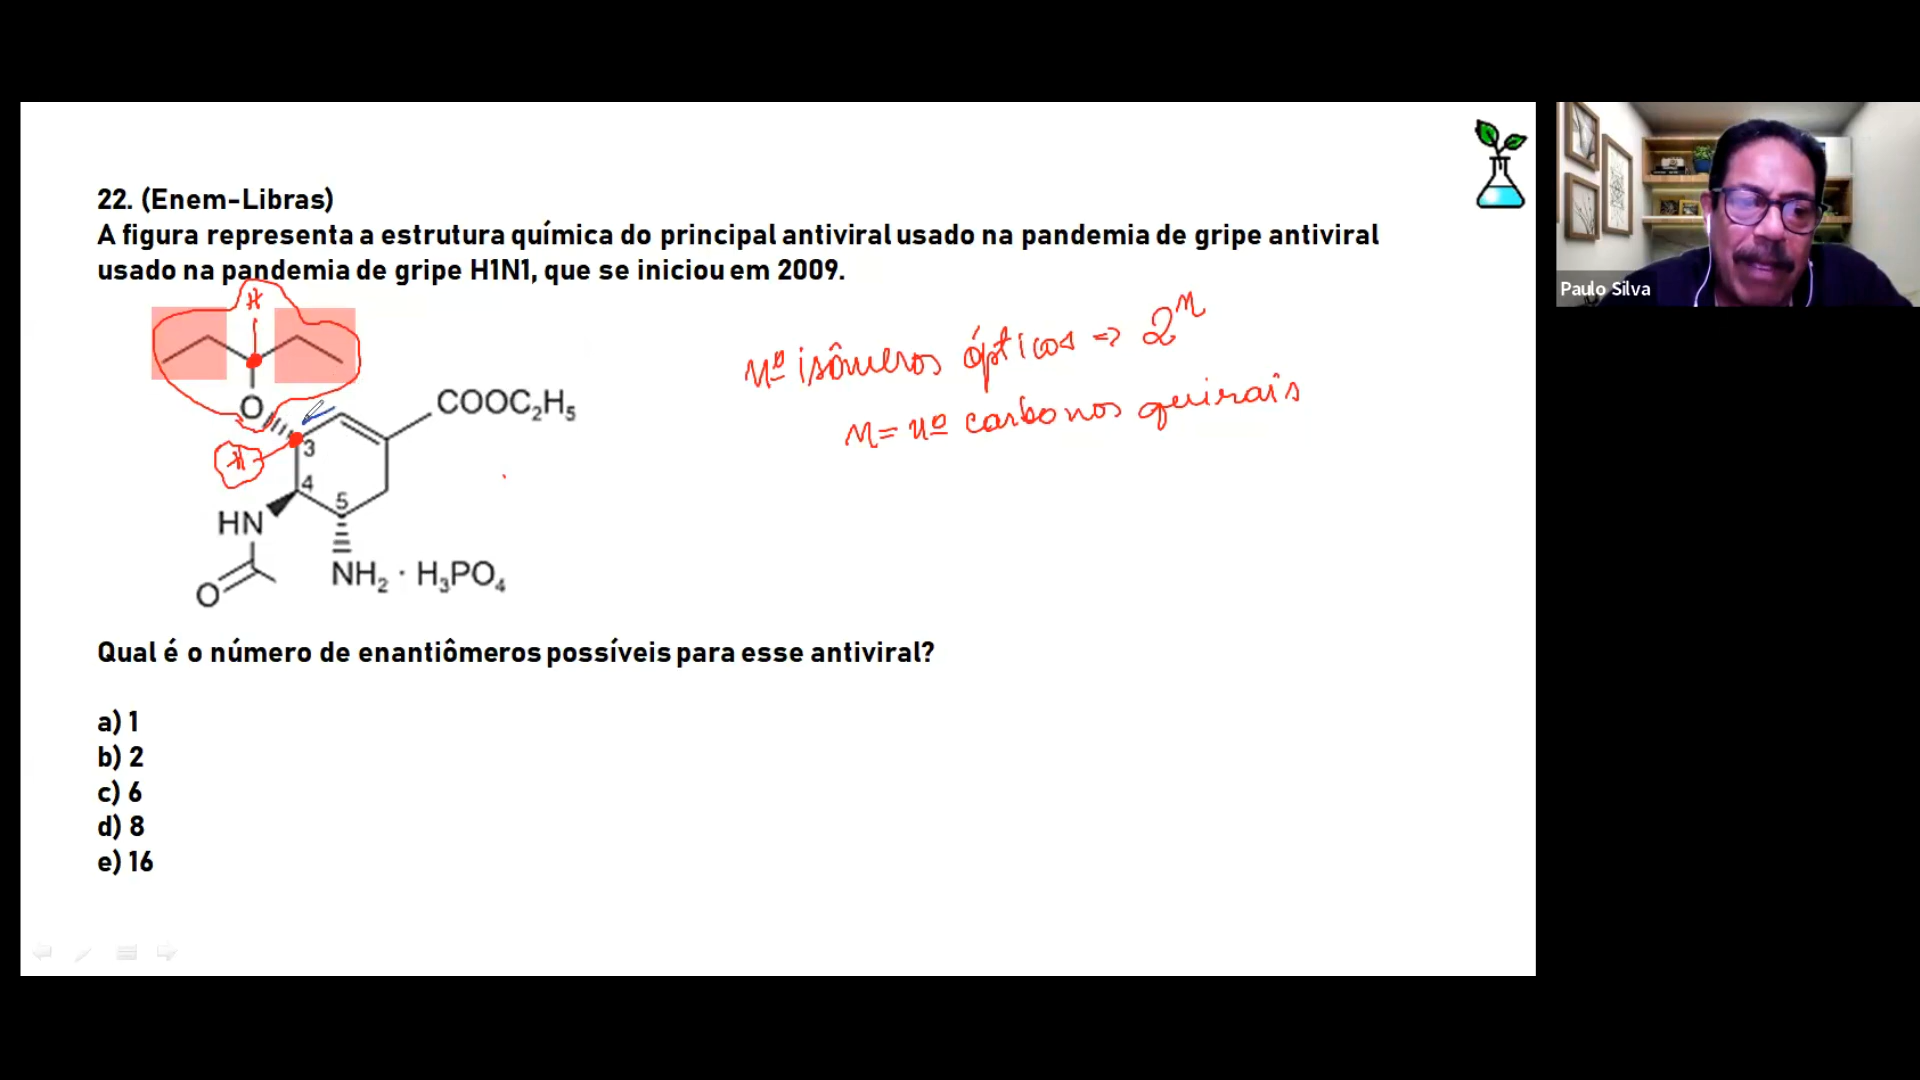 22. (Enem-Libras)
A figura representa a estrutura química do principal antiviral usado na pandemia de gripe antiviral
usado na pandemia de gripe H1N1, que se iniciou em 2009.
H
O
COOC₂H₅
3
H
4
5
HN
O
NH₂ · H₃PO₄
nº isômeros ópticos => 2ⁿ
n = nº carbonos quirais
Qual é o número de enantiômeros possíveis para esse antiviral?
a) 1
b) 2
c) 6
d) 8
e) 16
Paulo Silva